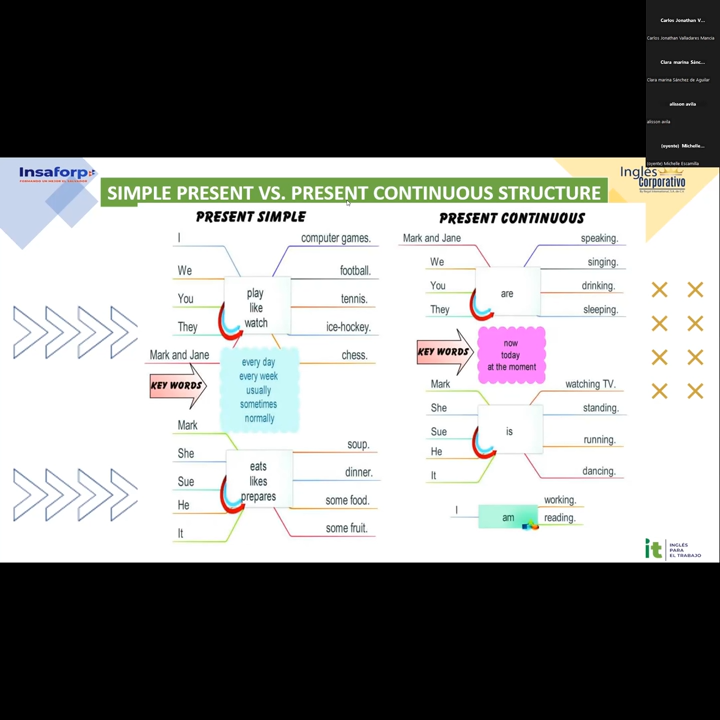 Carlos Jonathan V...
Carlos Jonathan Valladares Mancia
Clara marina Sánc...
Clara marina Sánchez de Aguilar
alisson avila
alisson avila
(oyente) Michelle...
(oyente) Michelle Escamilla
Insaforp
Inglés
Corporativo
SIMPLE PRESENT VS. PRESENT CONTINUOUS STRUCTURE
PRESENT SIMPLE
I
We
You
They
Mark and Jane
play
like
watch
computer games.
football.
tennis.
ice-hockey.
chess.
KEY WORDS
every day
every week
usually
sometimes
normally
Mark
She
Sue
He
It
eats
likes
prepares
soup.
dinner.
some food.
some fruit.
PRESENT CONTINUOUS
Mark and Jane
We
You
They
are
speaking.
singing.
drinking.
sleeping.
KEY WORDS
now
today
at the moment
Mark
She
Sue
He
It
is
watching TV.
standing.
running.
dancing.
I
am
working.
reading.
it
INGLÉS
PARA
EL TRABAJO